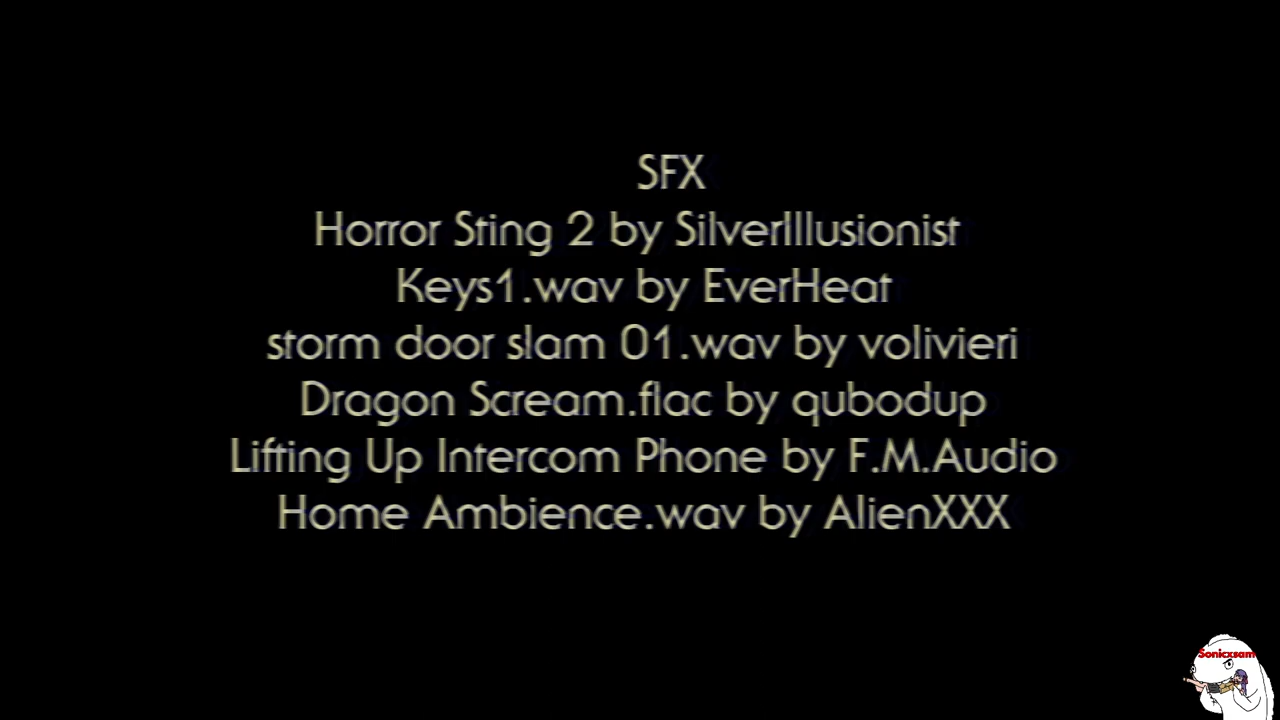 SFX
Horror Sting 2 by SilverIllusionist
Keys1.wav by EverHeat
storm door slam 01.wav by volivieri
Dragon Scream.flac by qubodup
Lifting Up Intercom Phone by F.M.Audio
Home Ambience.wav by AlienXXX
Sonicxsam